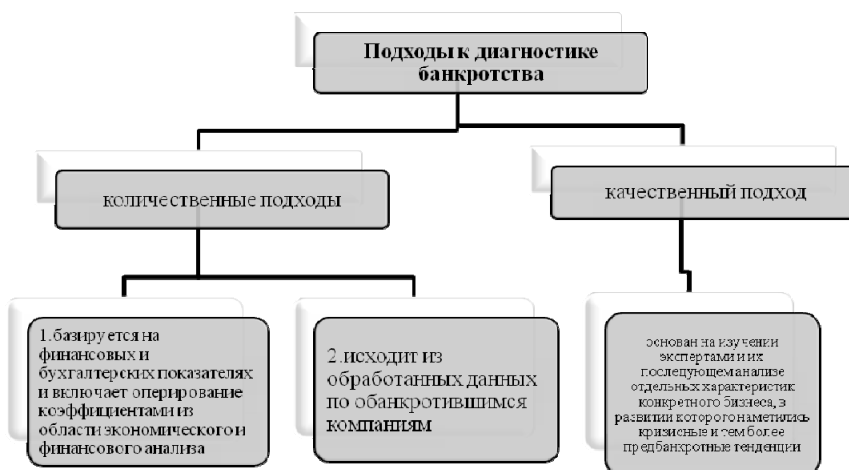 Подходы к диагностике
банкротства
количественные подходы
качественный подход
1.базируется на
финансовых и
бухгалтерских показателях
и включает оперирование
коэффициентами из
области экономического и
финансового анализа
2.исходит из
обработанных данных
по обанкротившимся
компаниям
основан на изучении
экспертами и их
последующем анализе
отдельных характеристик
конкретного бизнеса, в
развитии которого наметились
кризисные и тем более
предбанкротные тенденции